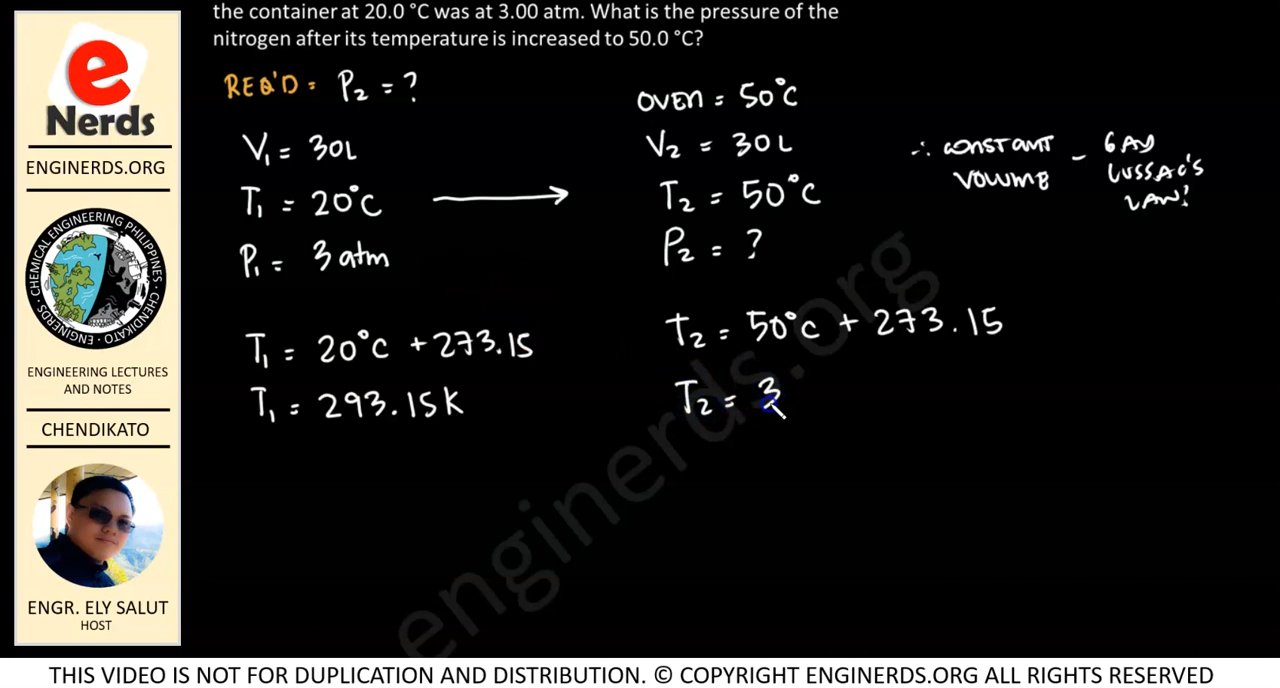 the container at 20.0 °C was at 3.00 atm. What is the pressure of the
nitrogen after its temperature is increased to 50.0 °C?
e
Nerds
ENGINERDS.ORG
CHEMICAL ENGINEERING PHILIPPINES
CHENDIKATO - ENGINERDS
ENGINEERING LECTURES
AND NOTES
CHENDIKATO
ENGR. ELY SALUT
HOST
REQ'D = P₂ = ?
V₁ = 30L
T₁ = 20°C
P₁ = 3 atm
T₁ = 20°C + 273.15
T₁ = 293.15K
OVEN = 50°C
V₂ = 30L
T₂ = 50°C
P₂ = ?
T₂ = 50°C + 273.15
T₂ = 3
∴ CONSTANT
VOLUME
- GAY
LUSSAC'S
LAW!
enginerds.org
THIS VIDEO IS NOT FOR DUPLICATION AND DISTRIBUTION. © COPYRIGHT ENGINERDS.ORG ALL RIGHTS RESERVED